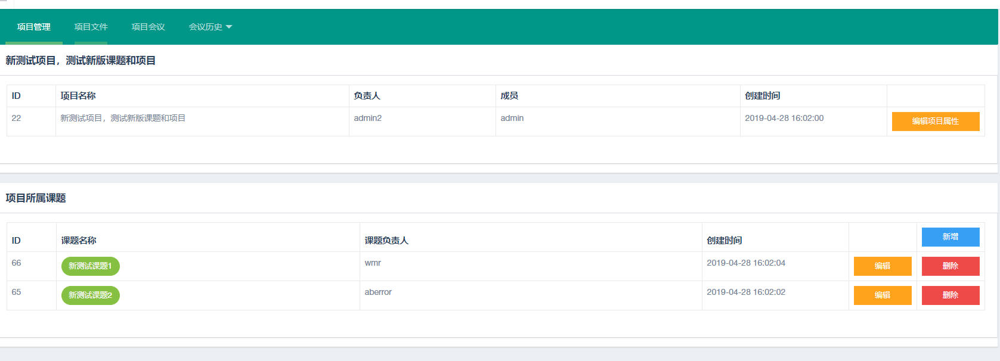 项目管理 项目文件 项目会议 会议历史
新测试项目，测试新版课题和项目
ID 项目名称 负责人 成员 创建时间
22 新测试项目，测试新版课题和项目 admin2 admin 2019-04-28 16:02:00 编辑项目属性
项目所属课题
ID 课题名称 课题负责人 创建时间 新增
66 新测试课题1 wmr 2019-04-28 16:02:04 编辑 删除
65 新测试课题2 aberror 2019-04-28 16:02:02 编辑 删除